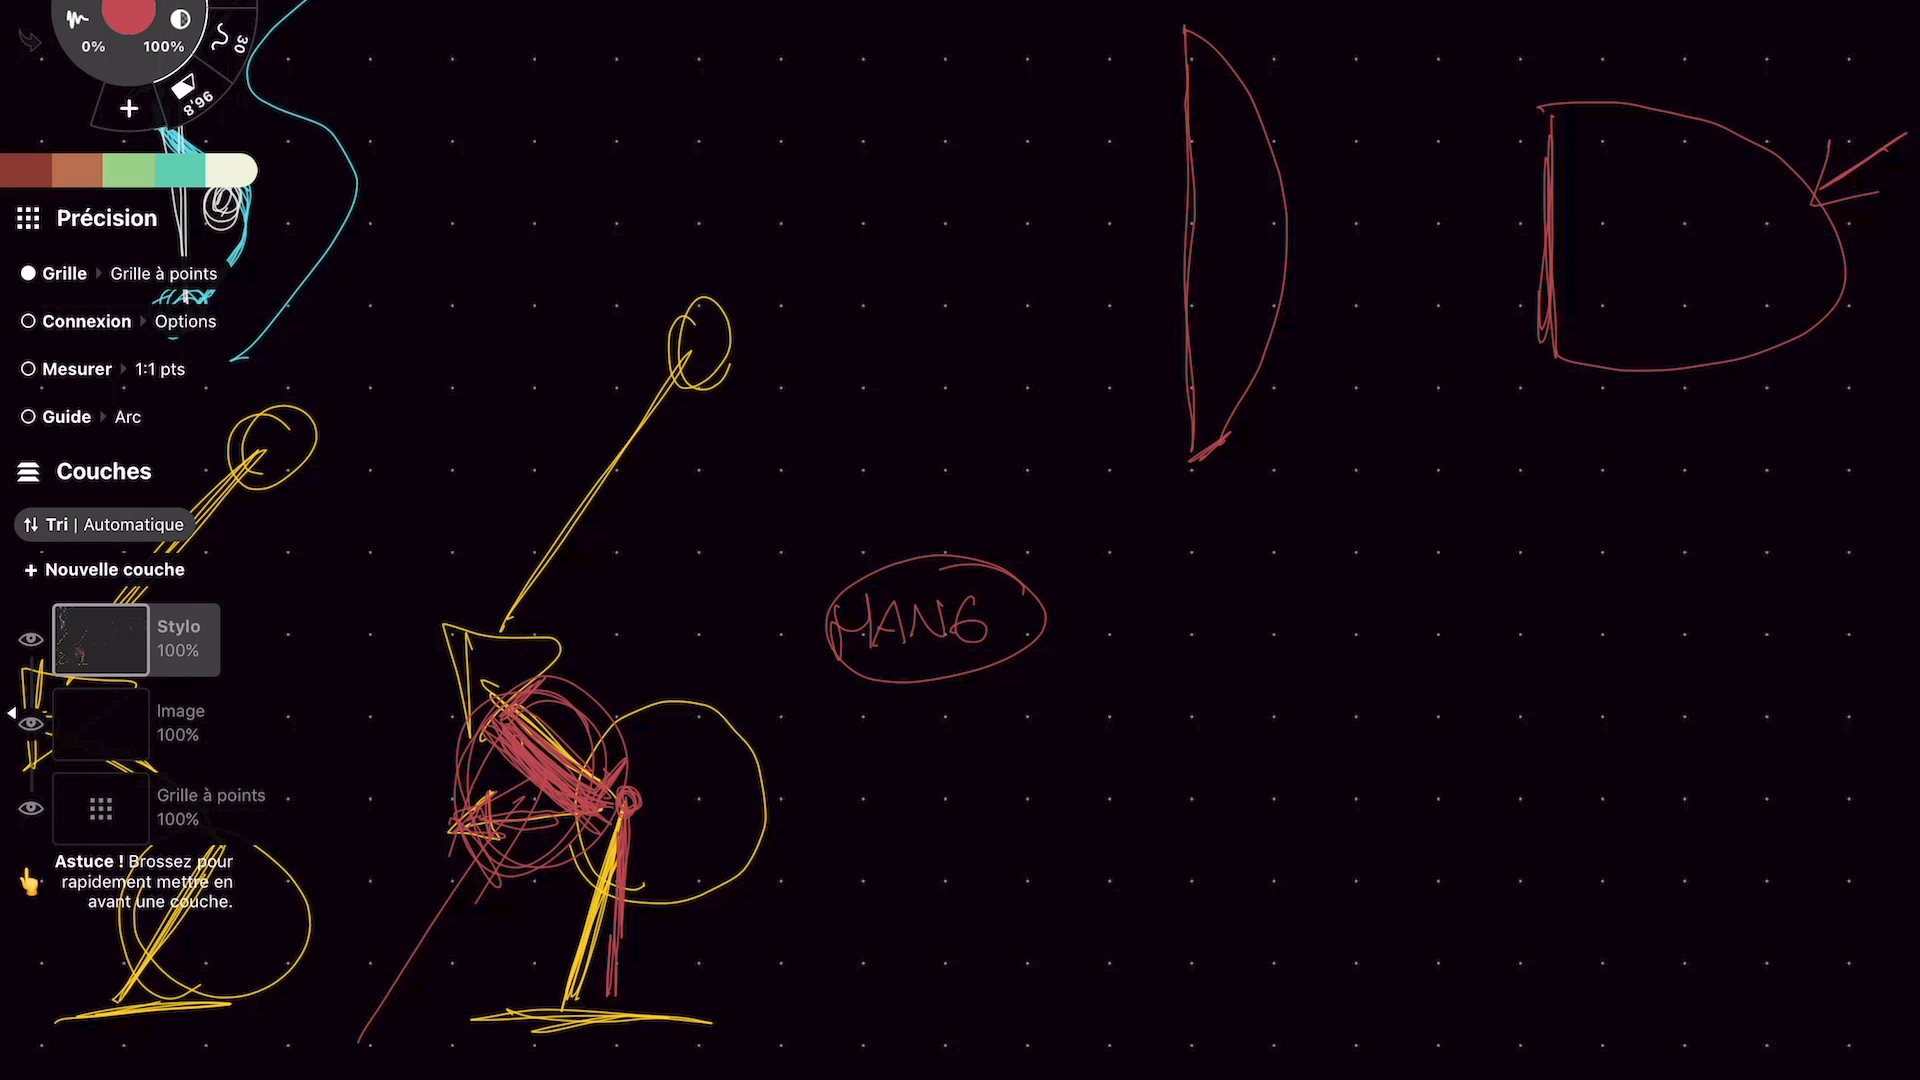 0%
100%
30
96,8
Précision
Grille Grille à points
HAX
Connexion Options
Mesurer 1:1 pts
Guide Arc
Couches
Tri | Automatique
+ Nouvelle couche
Stylo
100%
HANG
Image
100%
Grille à points
100%
Astuce ! Brossez pour
rapidement mettre en
avant une couche.